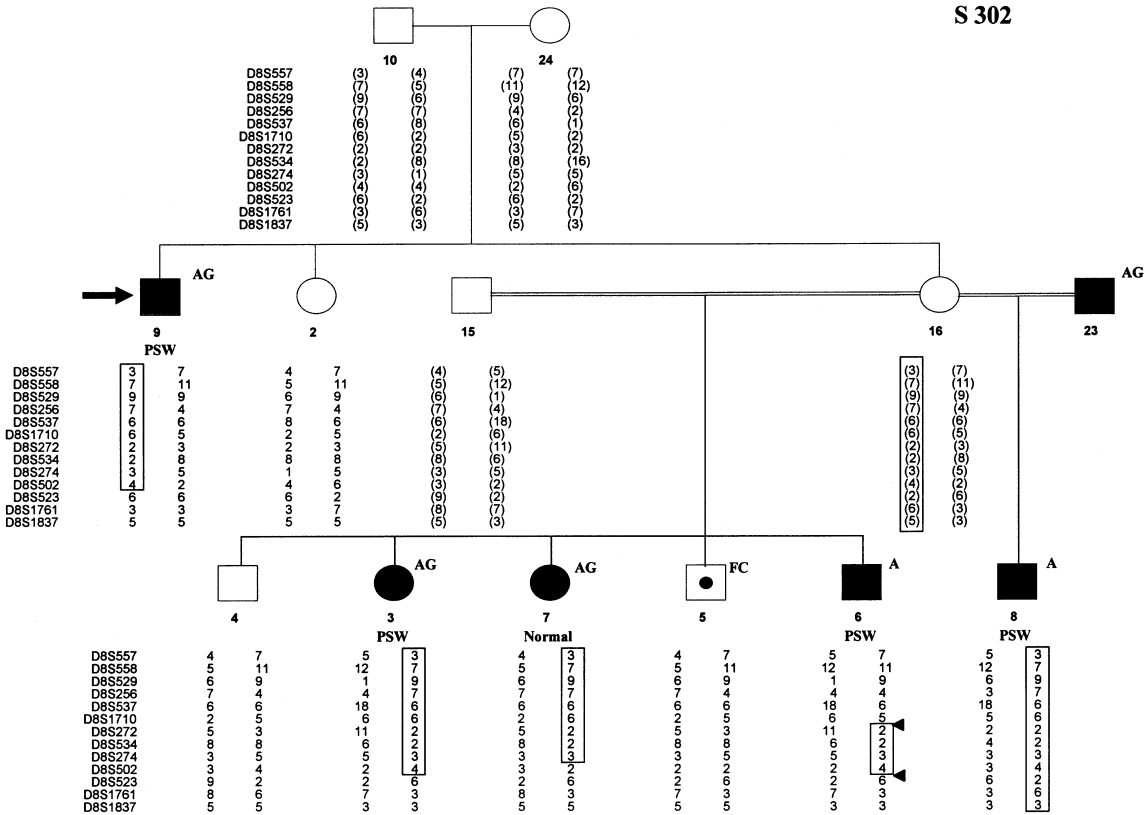 S 302
10 24
D8S557 (3) (4) (7) (7)
D8S558 (7) (5) (11) (12)
D8S529 (9) (6) (9) (6)
D8S256 (7) (7) (4) (2)
D8S537 (6) (8) (6) (1)
D8S1710 (6) (2) (5) (2)
D8S272 (2) (2) (3) (2)
D8S534 (2) (8) (8) (16)
D8S274 (3) (1) (5) (5)
D8S502 (4) (4) (2) (6)
D8S523 (6) (2) (6) (2)
D8S1761 (3) (6) (3) (7)
D8S1837 (5) (3) (5) (3)
AG AG
9 2 15 16 23
PSW
D8S557 3 7 4 7 (4) (5) (3) (7)
D8S558 7 11 5 11 (5) (12) (7) (11)
D8S529 9 9 6 9 (6) (1) (9) (9)
D8S256 7 4 7 4 (7) (4) (7) (4)
D8S537 6 6 8 6 (6) (18) (6) (6)
D8S1710 6 5 2 5 (2) (6) (6) (5)
D8S272 2 3 2 3 (5) (11) (2) (3)
D8S534 2 8 8 8 (8) (6) (2) (8)
D8S274 3 5 1 5 (3) (5) (3) (5)
D8S502 4 2 4 6 (3) (2) (4) (2)
D8S523 6 6 6 2 (9) (2) (2) (6)
D8S1761 3 3 3 7 (8) (7) (6) (3)
D8S1837 5 5 5 5 (5) (3) (5) (3)
AG AG FC A A
4 3 7 5 6 8
PSW Normal PSW PSW
D8S557 4 7 5 3 4 3 4 7 5 7 5 3
D8S558 5 11 12 7 5 7 5 11 12 11 12 7
D8S529 6 9 1 9 6 9 6 9 1 9 6 9
D8S256 7 4 4 7 7 7 7 4 4 4 3 7
D8S537 6 6 18 6 6 6 6 6 18 6 18 6
D8S1710 2 5 6 6 2 6 2 5 6 5 5 6
D8S272 5 3 11 2 5 2 5 3 11 2 2 2
D8S534 8 8 6 2 8 2 8 8 6 2 4 2
D8S274 3 5 5 3 3 3 3 5 5 3 3 3
D8S502 3 4 2 4 3 2 2 2 2 4 3 4
D8S523 9 2 2 6 2 6 2 6 2 6 6 2
D8S1761 8 6 7 3 8 3 7 3 7 3 3 6
D8S1837 5 5 3 3 5 5 5 5 3 3 3 3